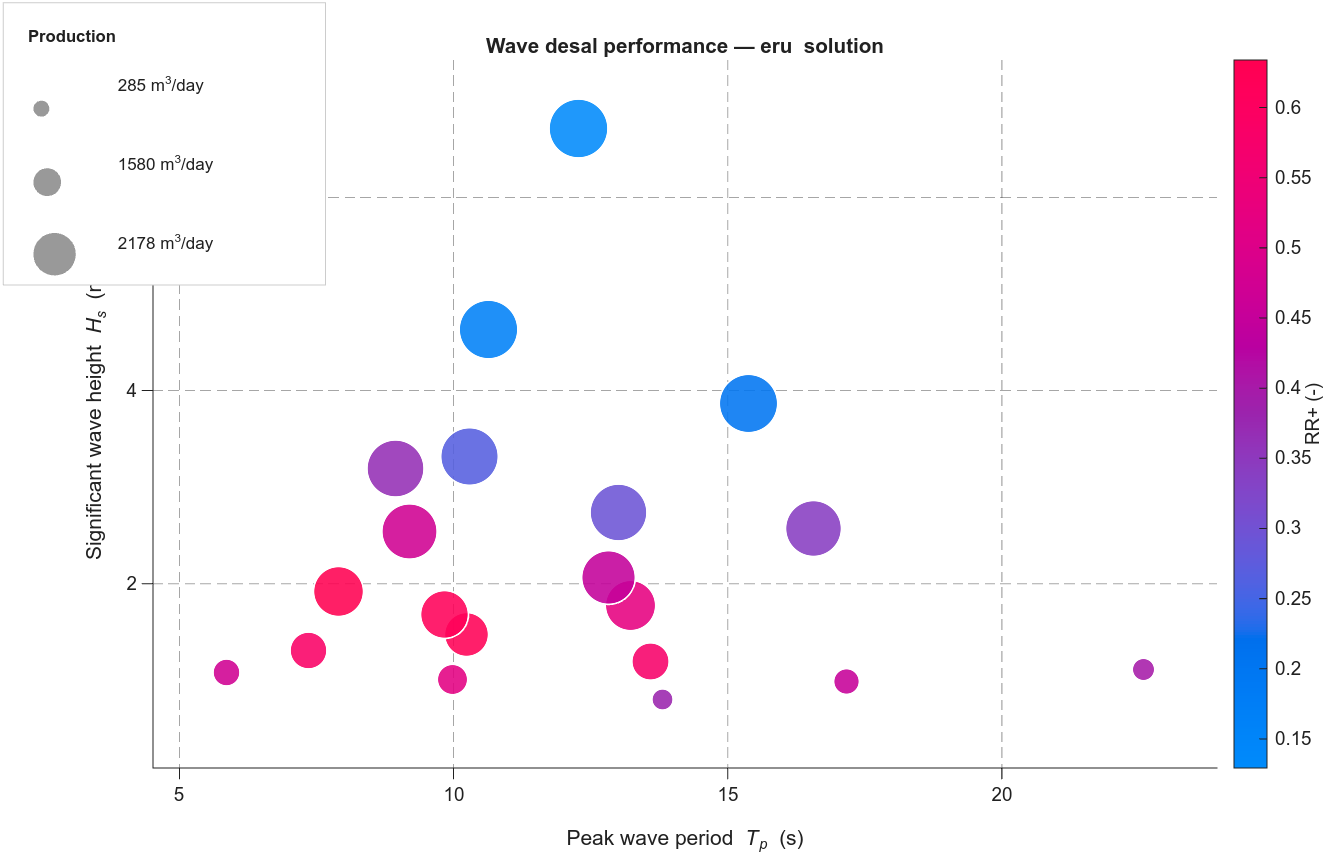 Production
285 m³/day
1580 m³/day
2178 m³/day
Wave desal performance — eru  solution
Significant wave height  Hₛ
4
2
5
10
15
20
Peak wave period  Tₚ  (s)
0.6
0.55
0.5
0.45
0.4
0.35
0.3
0.25
0.2
0.15
RR+ (-)